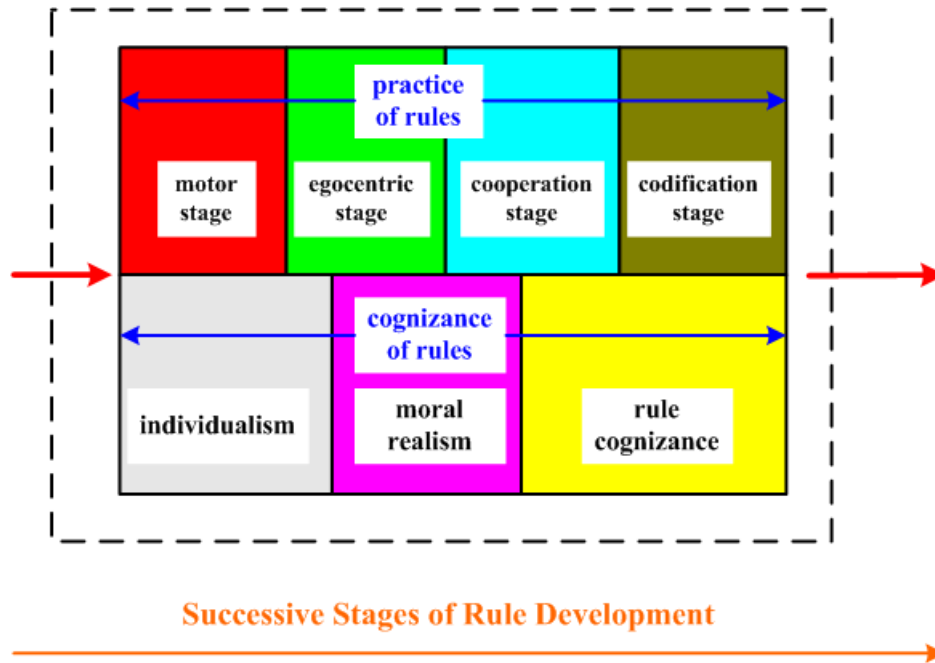 practice
of rules
motor
stage
egocentric
stage
cooperation
stage
codification
stage
cognizance
of rules
individualism
moral
realism
rule
cognizance
Successive Stages of Rule Development